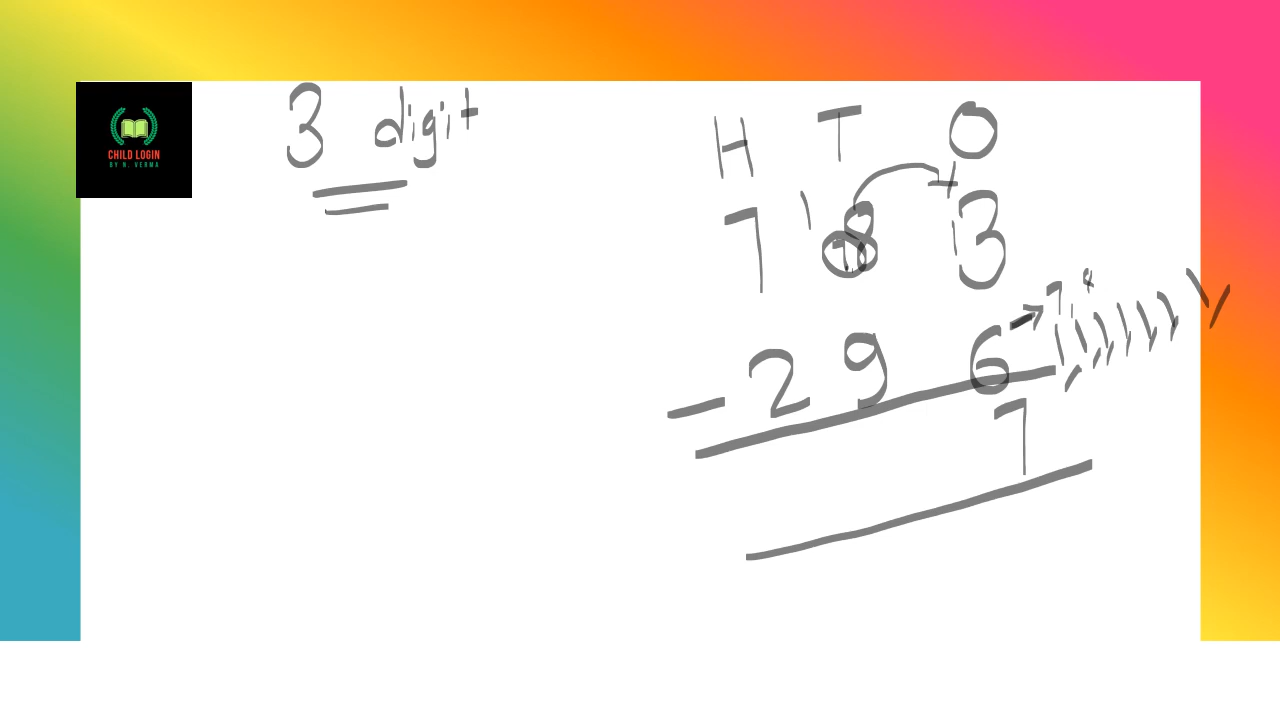 CHILD LOGIN
BY N. VERMA
3 digit
H T O
7 8 3
- 2 9 6
7